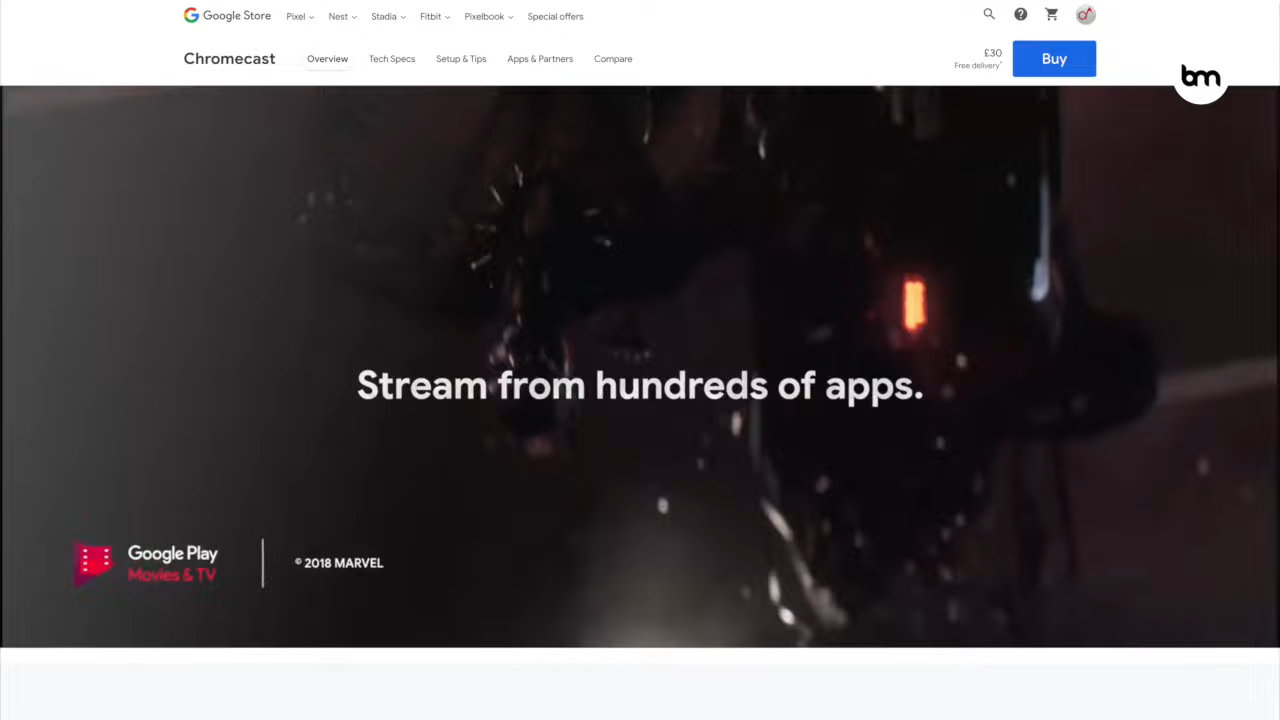 Google Store Pixel Nest Stadia Fitbit Pixelbook Special offers
Chromecast Overview Tech Specs Setup & Tips Apps & Partners Compare
£30
Free delivery
Buy
bm
Stream from hundreds of apps.
Google Play
Movies & TV
© 2018 MARVEL